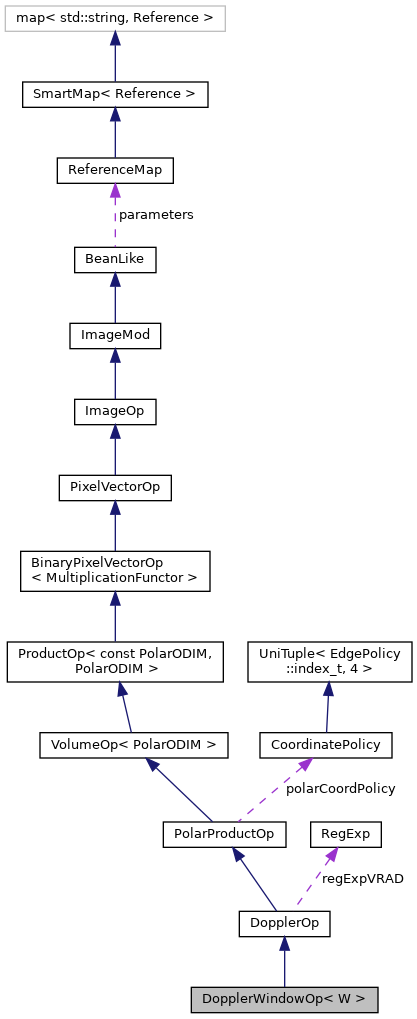 map< std::string, Reference >
SmartMap< Reference >
ReferenceMap
parameters
BeanLike
ImageMod
ImageOp
PixelVectorOp
BinaryPixelVectorOp
< MultiplicationFunctor >
ProductOp< const PolarODIM,
PolarODIM >
UniTuple< EdgePolicy
::index_t, 4 >
VolumeOp< PolarODIM >
CoordinatePolicy
polarCoordPolicy
PolarProductOp
RegExp
regExpVRAD
DopplerOp
DopplerWindowOp< W >